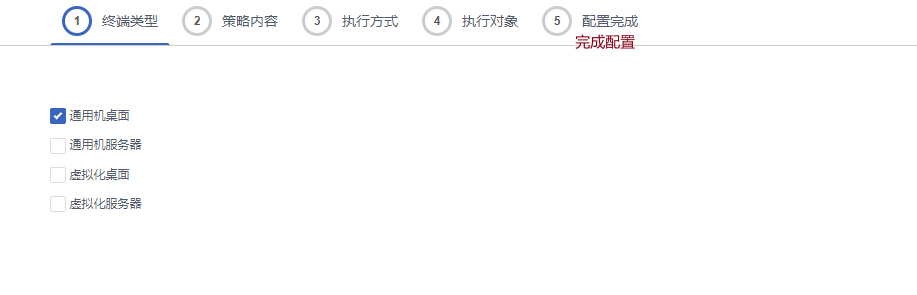 1 终端类型 2 策略内容 3 执行方式 4 执行对象 5 配置完成
完成配置
通用机桌面
通用机服务器
虚拟化桌面
虚拟化服务器